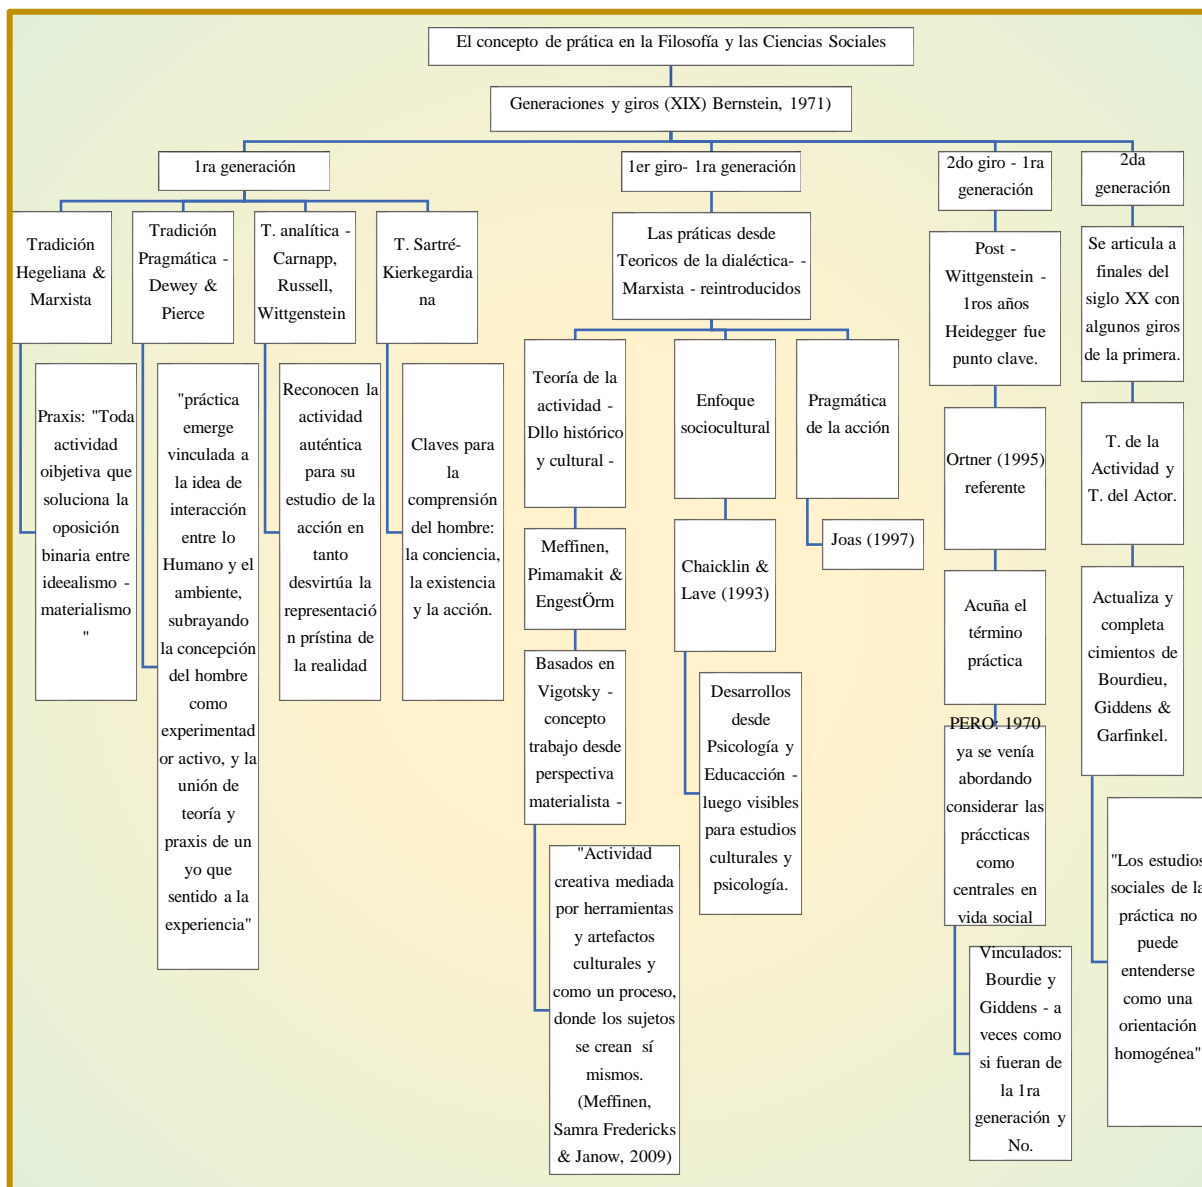 El concepto de prática en la Filosofía y las Ciencias Sociales
Generaciones y giros (XIX) Bernstein, 1971)
1ra generación
Tradición
Hegeliana &
Marxista
Praxis: "Toda
actividad
oibjetiva que
soluciona la
oposición
binaria entre
ideealismo -
materialismo
"
Tradición
Pragmática -
Dewey &
Pierce
"práctica
emerge
vinculada a
la idea de
interacción
entre lo
Humano y el
ambiente,
subrayando
la concepción
del hombre
como
experimentad
or activo, y la
unión de
teoría y
praxis de un
yo que
sentido a la
experiencia"
T. analítica -
Carnapp,
Russell,
Wittgenstein
Reconocen la
actividad
auténtica
para su
estudio de la
acción en
tanto
desvirtúa la
representació
n prístina de
la realidad
T. Sartré-
Kierkegardia
na
Claves para
la
comprensión
del hombre:
la conciencia,
la existencia
y la acción.
1er giro- 1ra generación
Las práticas desde
Teoricos de la dialéctica- -
Marxista - reintroducidos
Teoría de la
actividad -
Dllo histórico
y cultural -
Meffinen,
Pimamakit &
EngestÖrm
Basados en
Vigotsky -
concepto
trabajo desde
perspectiva
materialista -
"Actividad
creativa mediada
por herramientas
y artefactos
culturales y
como un proceso,
donde los sujetos
se crean sí
mismos.
(Meffinen,
Samra Fredericks
& Janow, 2009)
Enfoque
sociocultural
Chaicklin &
Lave (1993)
Desarrollos
desde
Psicología y
Educacción -
luego visibles
para estudios
culturales y
psicología.
Pragmática
de la acción
Joas (1997)
2do giro - 1ra
generación
Post -
Wittgenstein -
1ros años
Heidegger fue
punto clave.
Ortner (1995)
referente
Acuña el
término
práctica
PERO: 1970
ya se venía
abordando
considerar las
práccticas
como
centrales en
vida social
Vinculados:
Bourdie y
Giddens - a
veces como
si fueran de
la 1ra
generación y
No.
2da
generación
Se articula a
finales del
siglo XX con
algunos giros
de la primera.
T. de la
Actividad y
T. del Actor.
Actualiza y
completa
cimientos de
Bourdieu,
Giddens &
Garfinkel.
"Los estudios
sociales de la
práctica no
puede
entenderse
como una
orientación
homogénea"